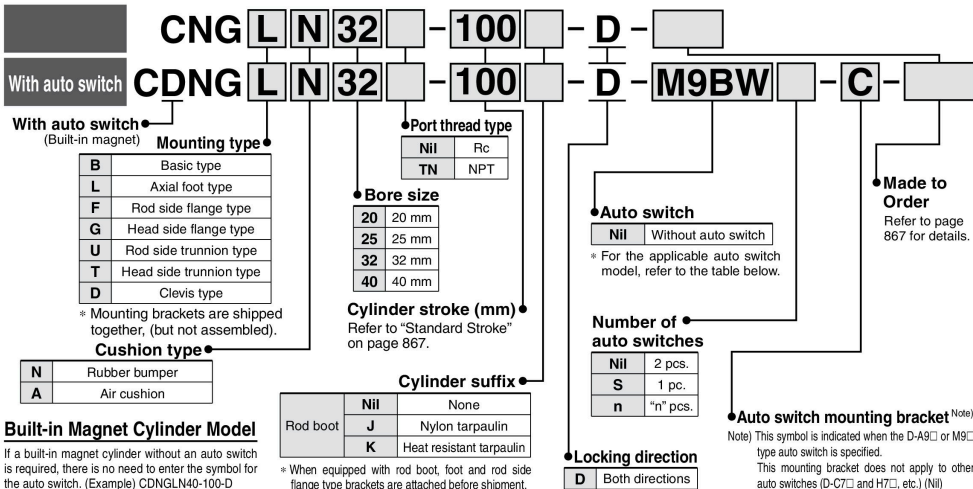 CNG L N 32 - 100 - D -
With auto switch CDNG L N 32 - 100 - D - M9BW - C -
With auto switch
(Built-in magnet)
Mounting type
B Basic type
L Axial foot type
F Rod side flange type
G Head side flange type
U Rod side trunnion type
T Head side trunnion type
D Clevis type
* Mounting brackets are shipped
together, (but not assembled).
Cushion type
N Rubber bumper
A Air cushion
Built-in Magnet Cylinder Model
If a built-in magnet cylinder without an auto switch
is required, there is no need to enter the symbol for
the auto switch. (Example) CDNGLN40-100-D
Port thread type
Nil Rc
TN NPT
Bore size
20 20 mm
25 25 mm
32 32 mm
40 40 mm
Cylinder stroke (mm)
Refer to "Standard Stroke"
on page 867.
Cylinder suffix
Rod boot
Nil None
J Nylon tarpaulin
K Heat resistant tarpaulin
* When equipped with rod boot, foot and rod side
flange type brackets are attached before shipment.
Locking direction
D Both directions
Auto switch
Nil Without auto switch
* For the applicable auto switch
model, refer to the table below.
Number of
auto switches
Nil 2 pcs.
S 1 pc.
n "n" pcs.
Made to
Order
Refer to page
867 for details.
Auto switch mounting bracket Note)
Note) This symbol is indicated when the D-A9□ or M9□
type auto switch is specified.
This mounting bracket does not apply to other
auto switches (D-C7□ and H7□, etc.) (Nil)